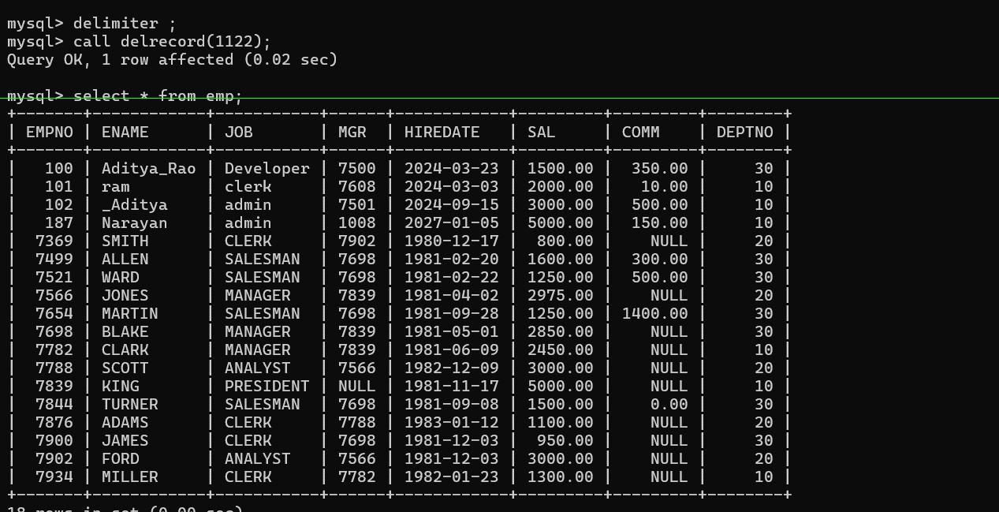 mysql> delimiter ;
mysql> call delrecord(1122);
Query OK, 1 row affected (0.02 sec)
mysql> select * from emp;
+-------+------------+-----------+------+------------+---------+---------+--------+
| EMPNO | ENAME      | JOB       | MGR  | HIREDATE   | SAL     | COMM    | DEPTNO |
+-------+------------+-----------+------+------------+---------+---------+--------+
|   100 | Aditya_Rao | Developer | 7500 | 2024-03-23 | 1500.00 |  350.00 |     30 |
|   101 | ram        | clerk     | 7608 | 2024-03-03 | 2000.00 |   10.00 |     10 |
|   102 | _Aditya    | admin     | 7501 | 2024-09-15 | 3000.00 |  500.00 |     10 |
|   187 | Narayan    | admin     | 1008 | 2027-01-05 | 5000.00 |  150.00 |     10 |
|  7369 | SMITH      | CLERK     | 7902 | 1980-12-17 |  800.00 |    NULL |     20 |
|  7499 | ALLEN      | SALESMAN  | 7698 | 1981-02-20 | 1600.00 |  300.00 |     30 |
|  7521 | WARD       | SALESMAN  | 7698 | 1981-02-22 | 1250.00 |  500.00 |     30 |
|  7566 | JONES      | MANAGER   | 7839 | 1981-04-02 | 2975.00 |    NULL |     20 |
|  7654 | MARTIN     | SALESMAN  | 7698 | 1981-09-28 | 1250.00 | 1400.00 |     30 |
|  7698 | BLAKE      | MANAGER   | 7839 | 1981-05-01 | 2850.00 |    NULL |     30 |
|  7782 | CLARK      | MANAGER   | 7839 | 1981-06-09 | 2450.00 |    NULL |     10 |
|  7788 | SCOTT      | ANALYST   | 7566 | 1982-12-09 | 3000.00 |    NULL |     20 |
|  7839 | KING       | PRESIDENT | NULL | 1981-11-17 | 5000.00 |    NULL |     10 |
|  7844 | TURNER     | SALESMAN  | 7698 | 1981-09-08 | 1500.00 |    0.00 |     30 |
|  7876 | ADAMS      | CLERK     | 7788 | 1983-01-12 | 1100.00 |    NULL |     20 |
|  7900 | JAMES      | CLERK     | 7698 | 1981-12-03 |  950.00 |    NULL |     30 |
|  7902 | FORD       | ANALYST   | 7566 | 1981-12-03 | 3000.00 |    NULL |     20 |
|  7934 | MILLER     | CLERK     | 7782 | 1982-01-23 | 1300.00 |    NULL |     10 |
+-------+------------+-----------+------+------------+---------+---------+--------+
18 rows in set (0.00 sec)